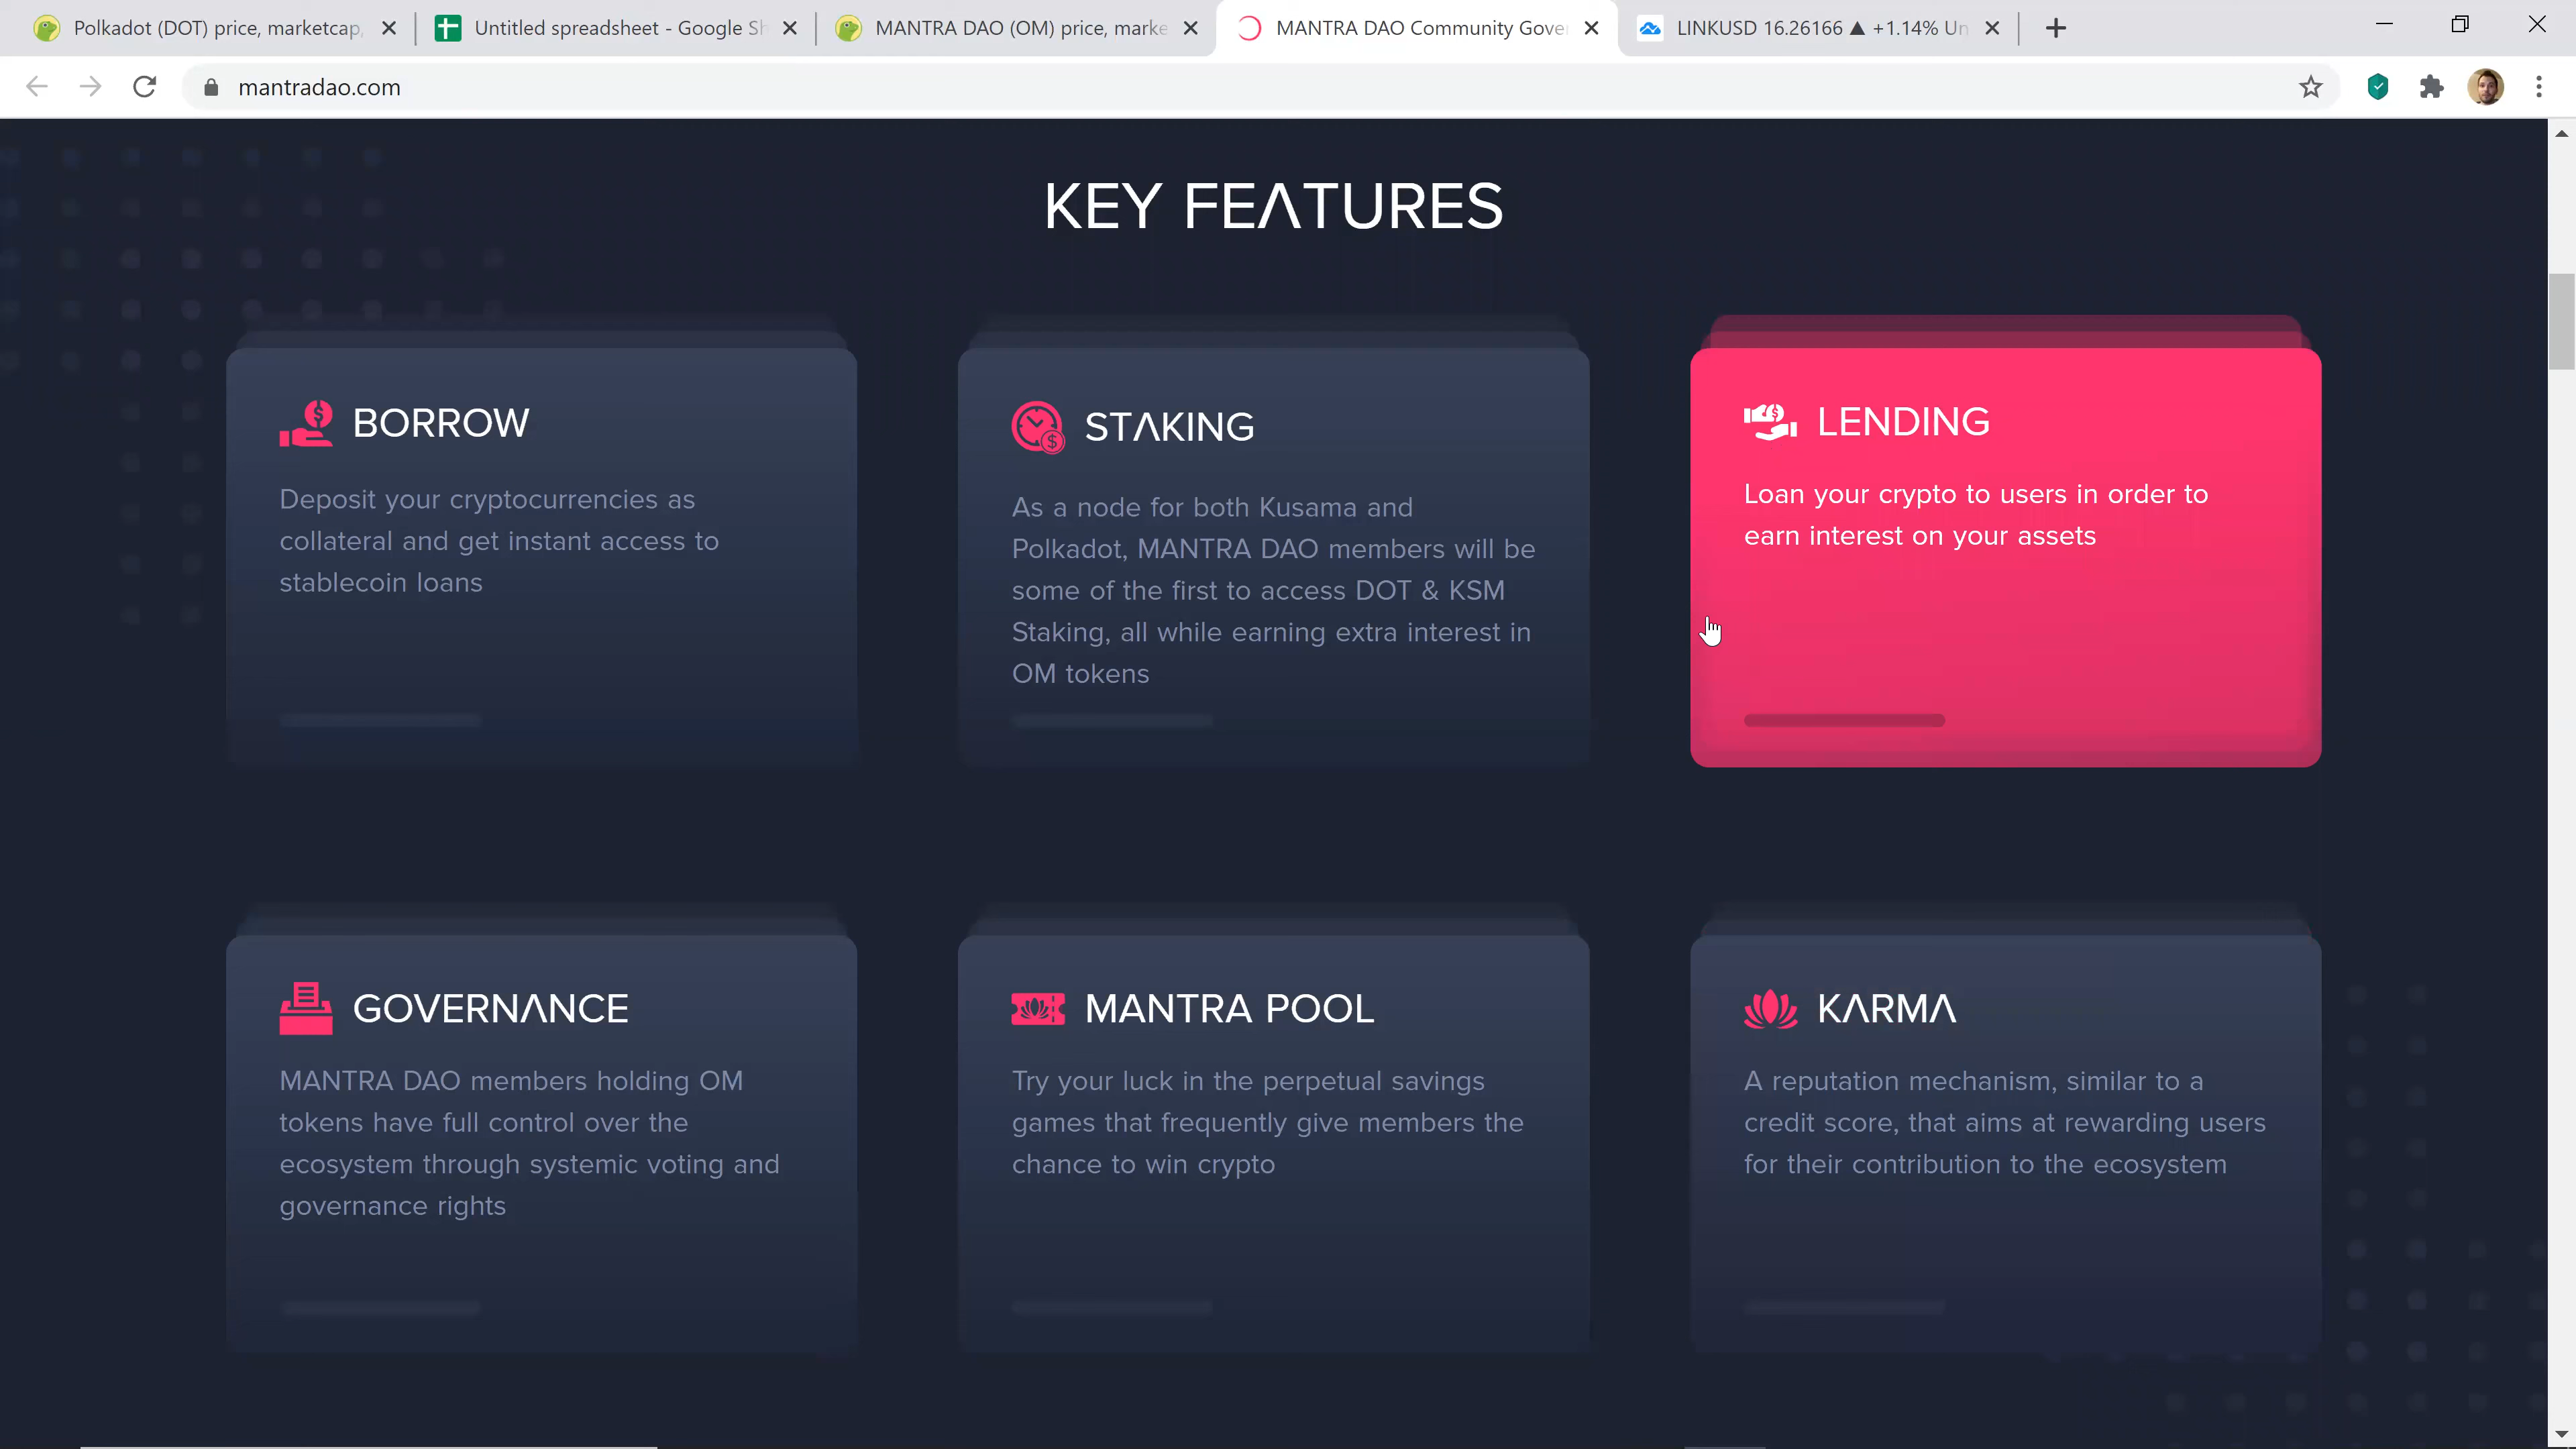 Polkadot (DOT) price, marketcap,
Untitled spreadsheet - Google Sh
MANTRA DAO (OM) price, marke
MANTRA DAO Community Gove
LINKUSD 16.26166 ▲ +1.14% Un
mantradao.com
KEY FEATURES
BORROW
Deposit your cryptocurrencies as
collateral and get instant access to
stablecoin loans
STAKING
As a node for both Kusama and
Polkadot, MANTRA DAO members will be
some of the first to access DOT & KSM
Staking, all while earning extra interest in
OM tokens
LENDING
Loan your crypto to users in order to
earn interest on your assets
GOVERNANCE
MANTRA DAO members holding OM
tokens have full control over the
ecosystem through systemic voting and
governance rights
MANTRA POOL
Try your luck in the perpetual savings
games that frequently give members the
chance to win crypto
KARMA
A reputation mechanism, similar to a
credit score, that aims at rewarding users
for their contribution to the ecosystem